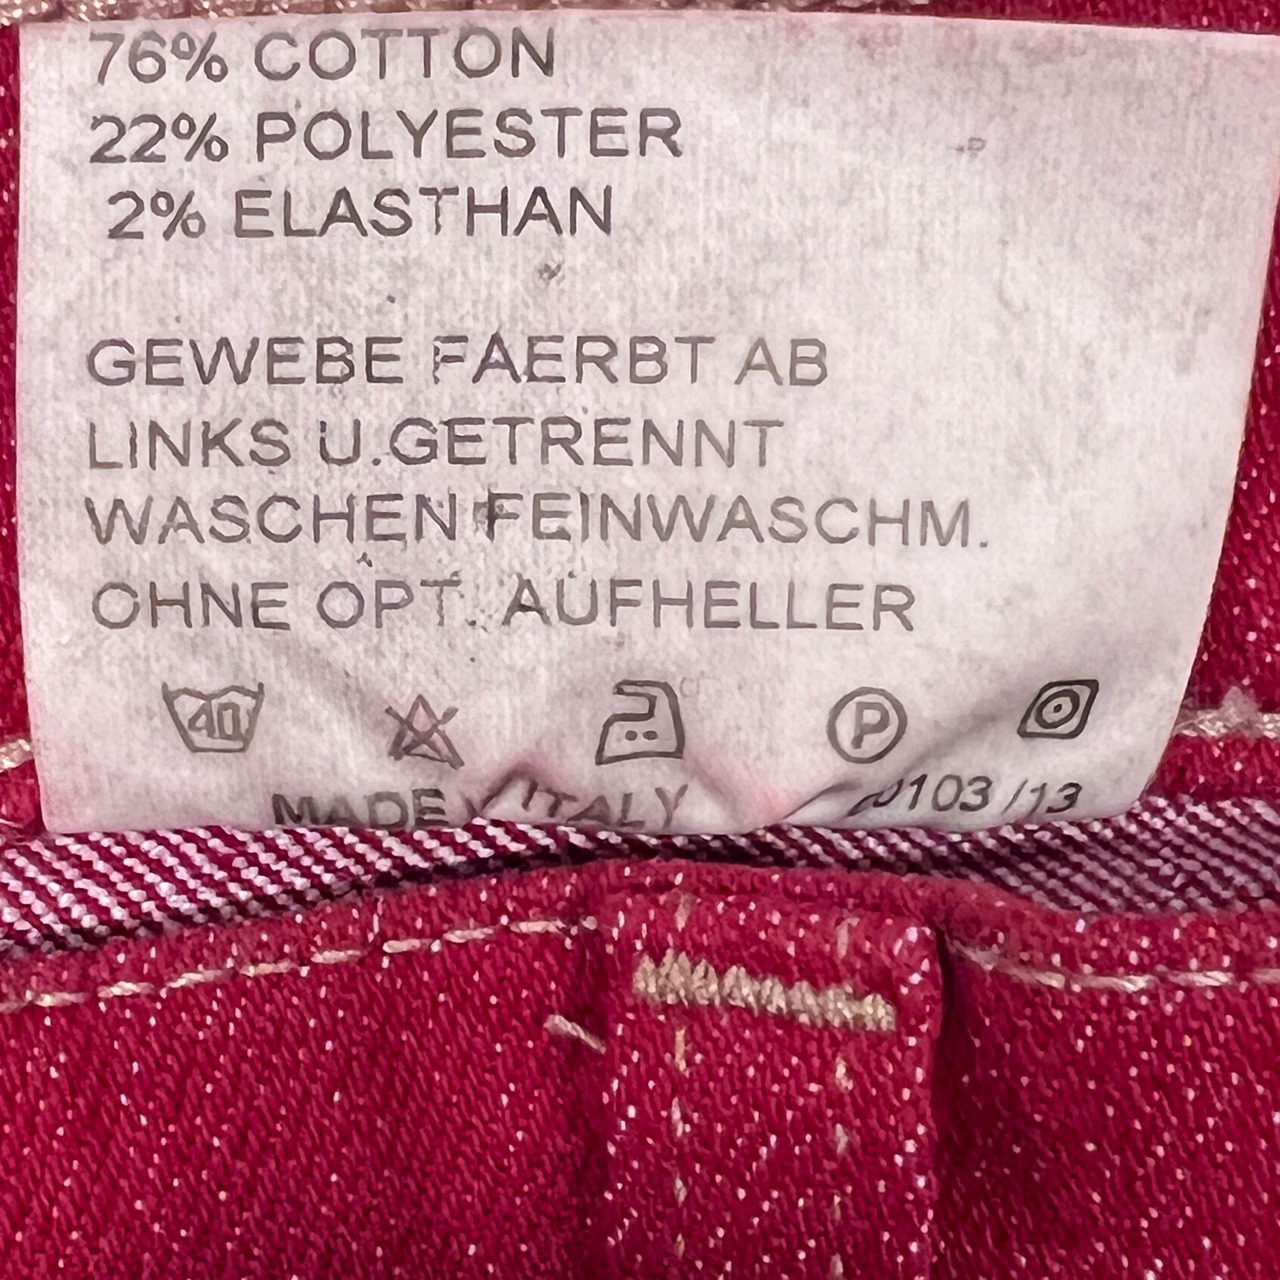 76% COTTON
22% POLYESTER
2% ELASTHAN
GEWEBE FAERBT AB
LINKS U.GETRENNT
WASCHEN FEINWASCHM.
OHNE OPT. AUFHELLER
40 P
MADE ITALY 0103/13